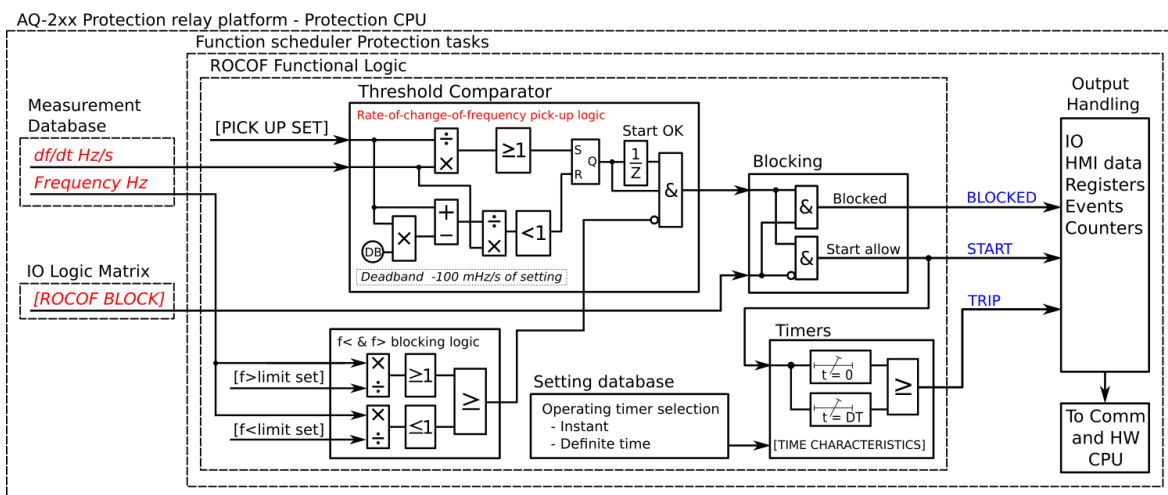 AQ-2xx Protection relay platform - Protection CPU
Function scheduler Protection tasks
ROCOF Functional Logic
Measurement
Database
df/dt Hz/s
Frequency Hz
IO Logic Matrix
[ROCOF BLOCK]
[PICK UP SET]
Threshold Comparator
Rate-of-change-of-frequency pick-up logic
÷
×
≥1
S
R
Q
Start OK
1
Z
&
+
−
×
DB
÷
×
<1
Deadband -100 mHz/s of setting
Blocking
&
Blocked
&
Start allow
BLOCKED
START
TRIP
Output
Handling
IO
HMI data
Registers
Events
Counters
To Comm
and HW
CPU
f< & f> blocking logic
[f>limit set]
×
÷
≥1
[f<limit set]
×
÷
≤1
≥
Setting database
Operating timer selection
- Instant
- Definite time
Timers
t = 0
t = DT
≥
[TIME CHARACTERISTICS]